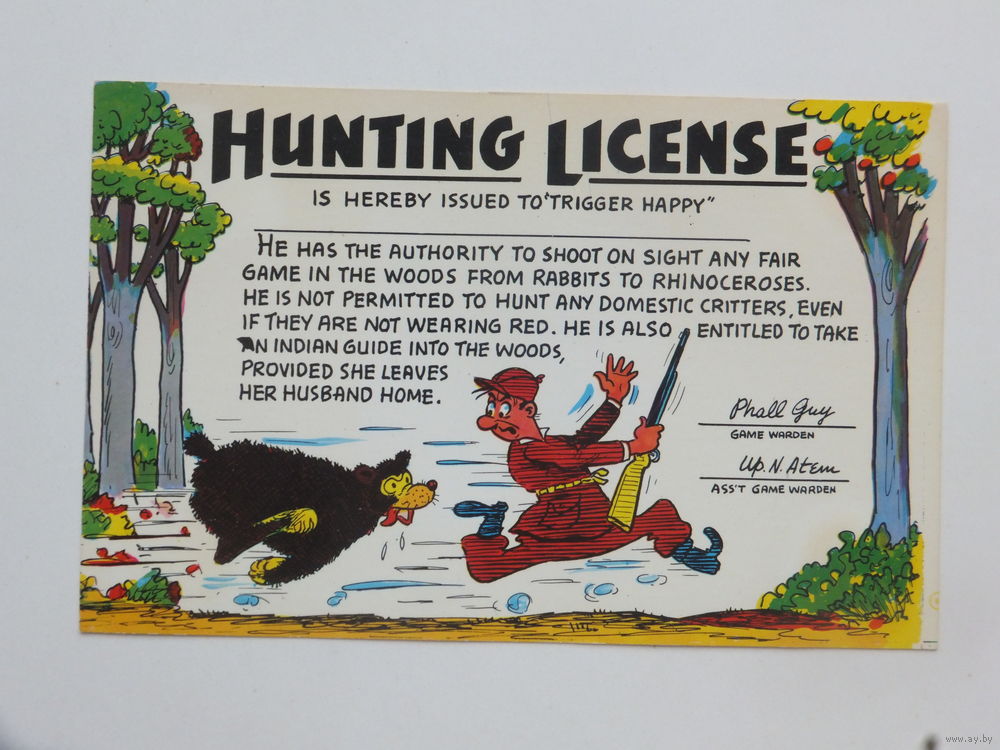 HUNTING LICENSE
IS HEREBY ISSUED TO "TRIGGER HAPPY"
HE HAS THE AUTHORITY TO SHOOT ON SIGHT ANY FAIR
GAME IN THE WOODS FROM RABBITS TO RHINOCEROSES.
HE IS NOT PERMITTED TO HUNT ANY DOMESTIC CRITTERS, EVEN
IF THEY ARE NOT WEARING RED. HE IS ALSO ENTITLED TO TAKE
AN INDIAN GUIDE INTO THE WOODS,
PROVIDED SHE LEAVES
HER HUSBAND HOME.
Phall Guy
GAME WARDEN
Up. N. Atem
ASS'T GAME WARDEN
www.ay.by